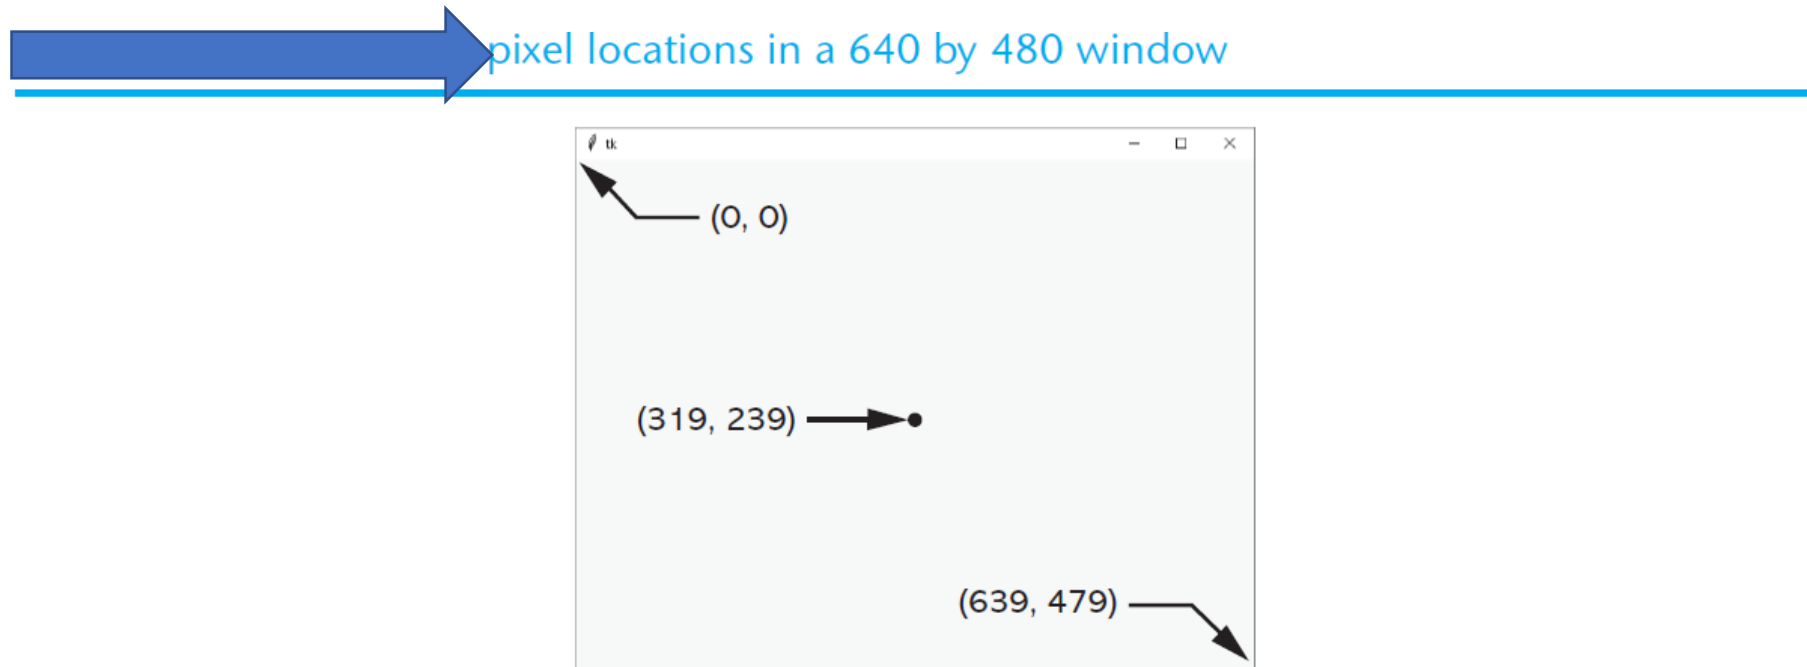 pixel locations in a 640 by 480 window
tk
(0, 0)
(319, 239)
(639, 479)